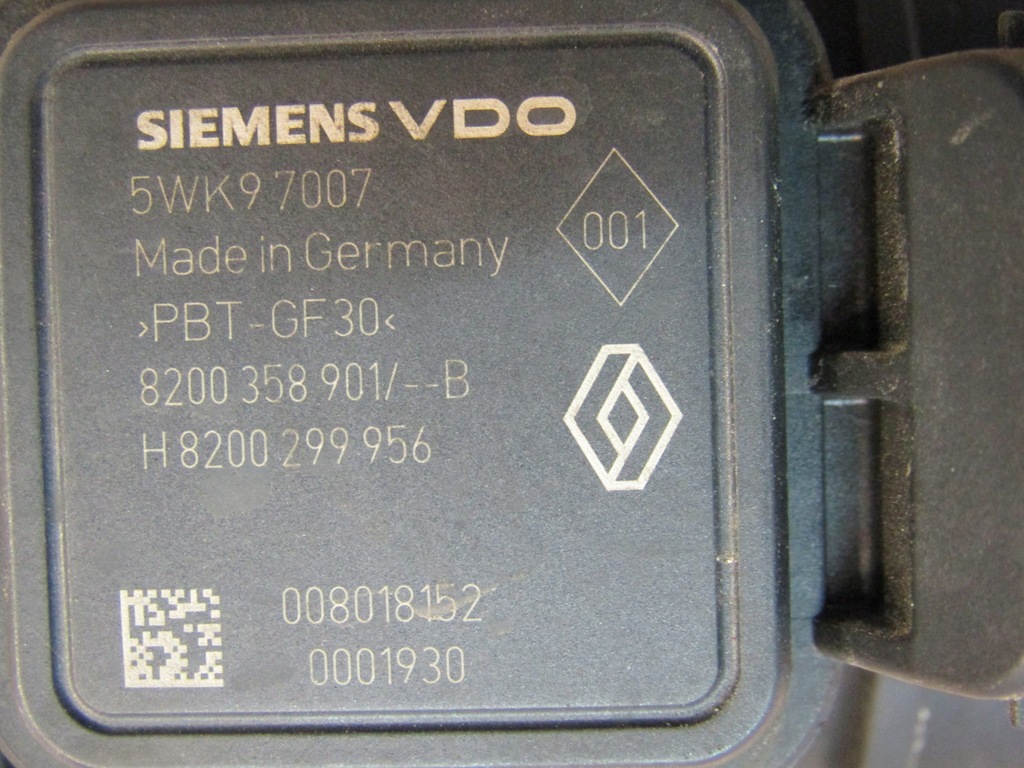 SIEMENS VDO
5WK9 7007
001
Made in Germany
>PBT-GF30<
8200 358 901/--B
H 8200 299 956
008018152
0001930